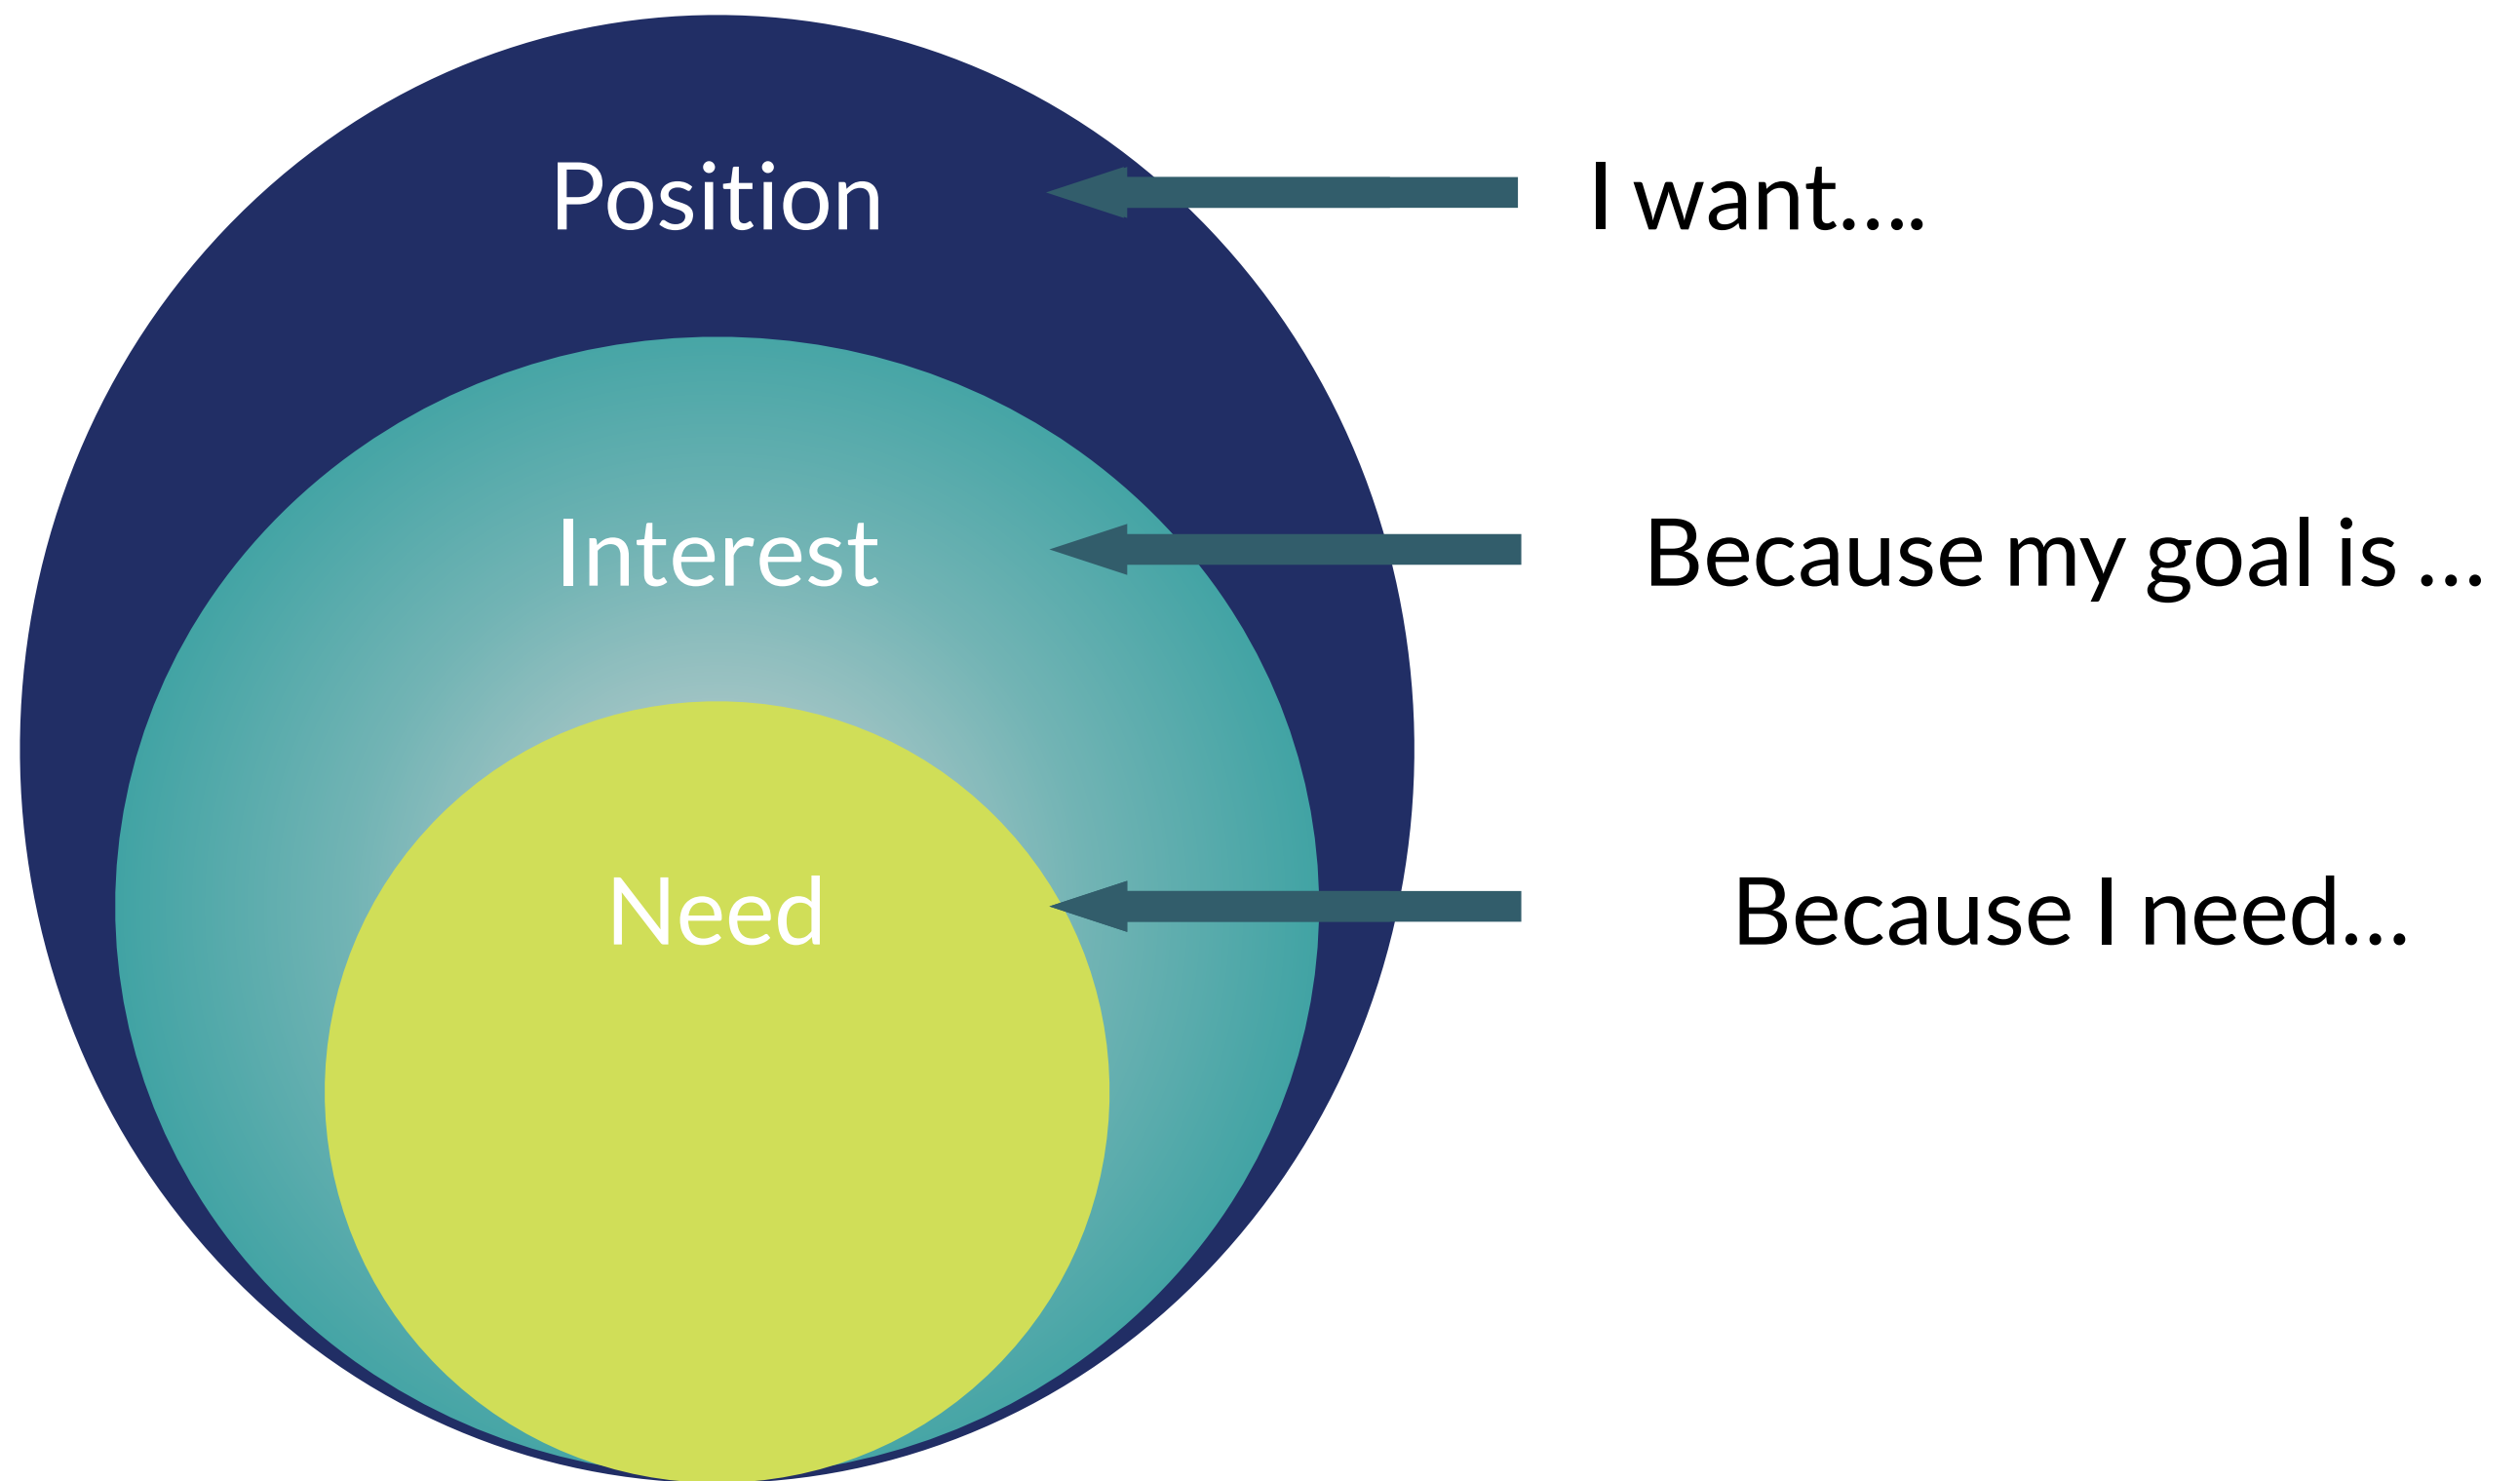 Position
I want....
Interest
Because my goal is ...
Need
Because I need...